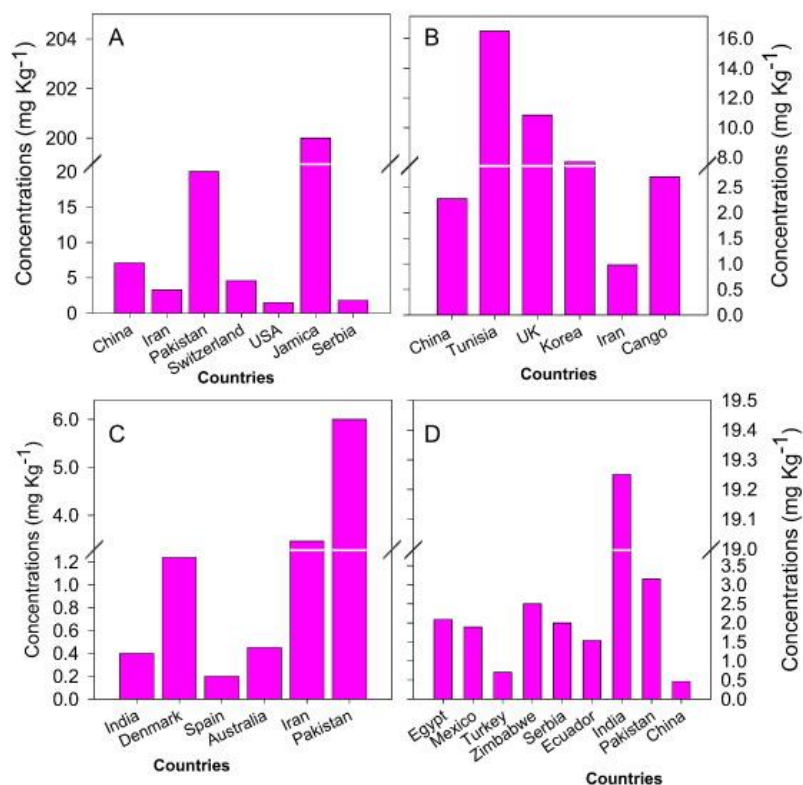 A
Concentrations (mg Kg⁻¹)
204
202
200
20
15
10
5
0
China
Iran
Pakistan
Switzerland
USA
Jamica
Serbia
Countries
B
16.0
14.0
12.0
10.0
8.0
2.5
2.0
1.5
1.0
0.5
0.0
Concentrations (mg Kg⁻¹)
China
Tunisia
UK
Korea
Iran
Cango
Countries
C
Concentrations (mg Kg⁻¹)
6.0
5.0
4.0
1.2
1.0
0.8
0.6
0.4
0.2
0.0
India
Denmark
Spain
Australia
Iran
Pakistan
Countries
D
19.5
19.4
19.3
19.2
19.1
19.0
3.5
3.0
2.5
2.0
1.5
1.0
0.5
0.0
Concentrations (mg Kg⁻¹)
Egypt
Mexico
Turkey
Zimbabwe
Serbia
Ecuador
India
Pakistan
China
Countries